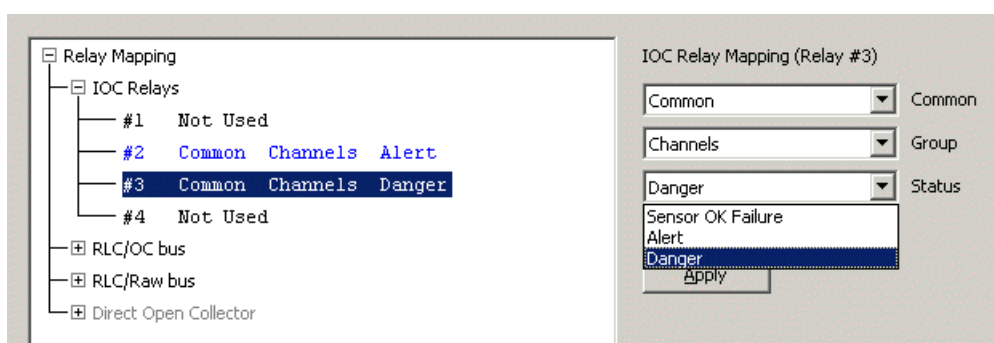 Relay Mapping
IOC Relays
#1 Not Used
#2 Common Channels Alert
#3 Common Channels Danger
#4 Not Used
RLC/OC bus
RLC/Raw bus
Direct Open Collector
IOC Relay Mapping (Relay #3)
Common Common
Channels Group
Danger Status
Sensor OK Failure
Alert
Danger
Apply